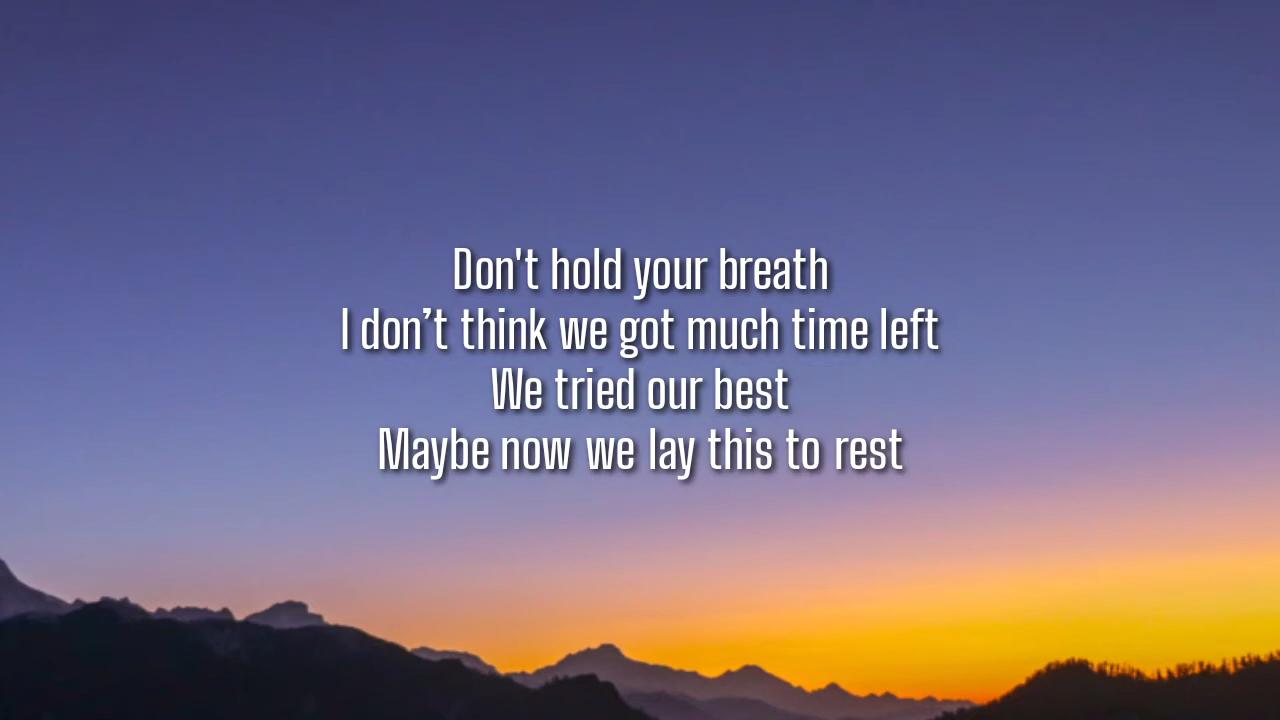 Don't hold your breath
I don’t think we got much time left
We tried our best
Maybe now we lay this to rest